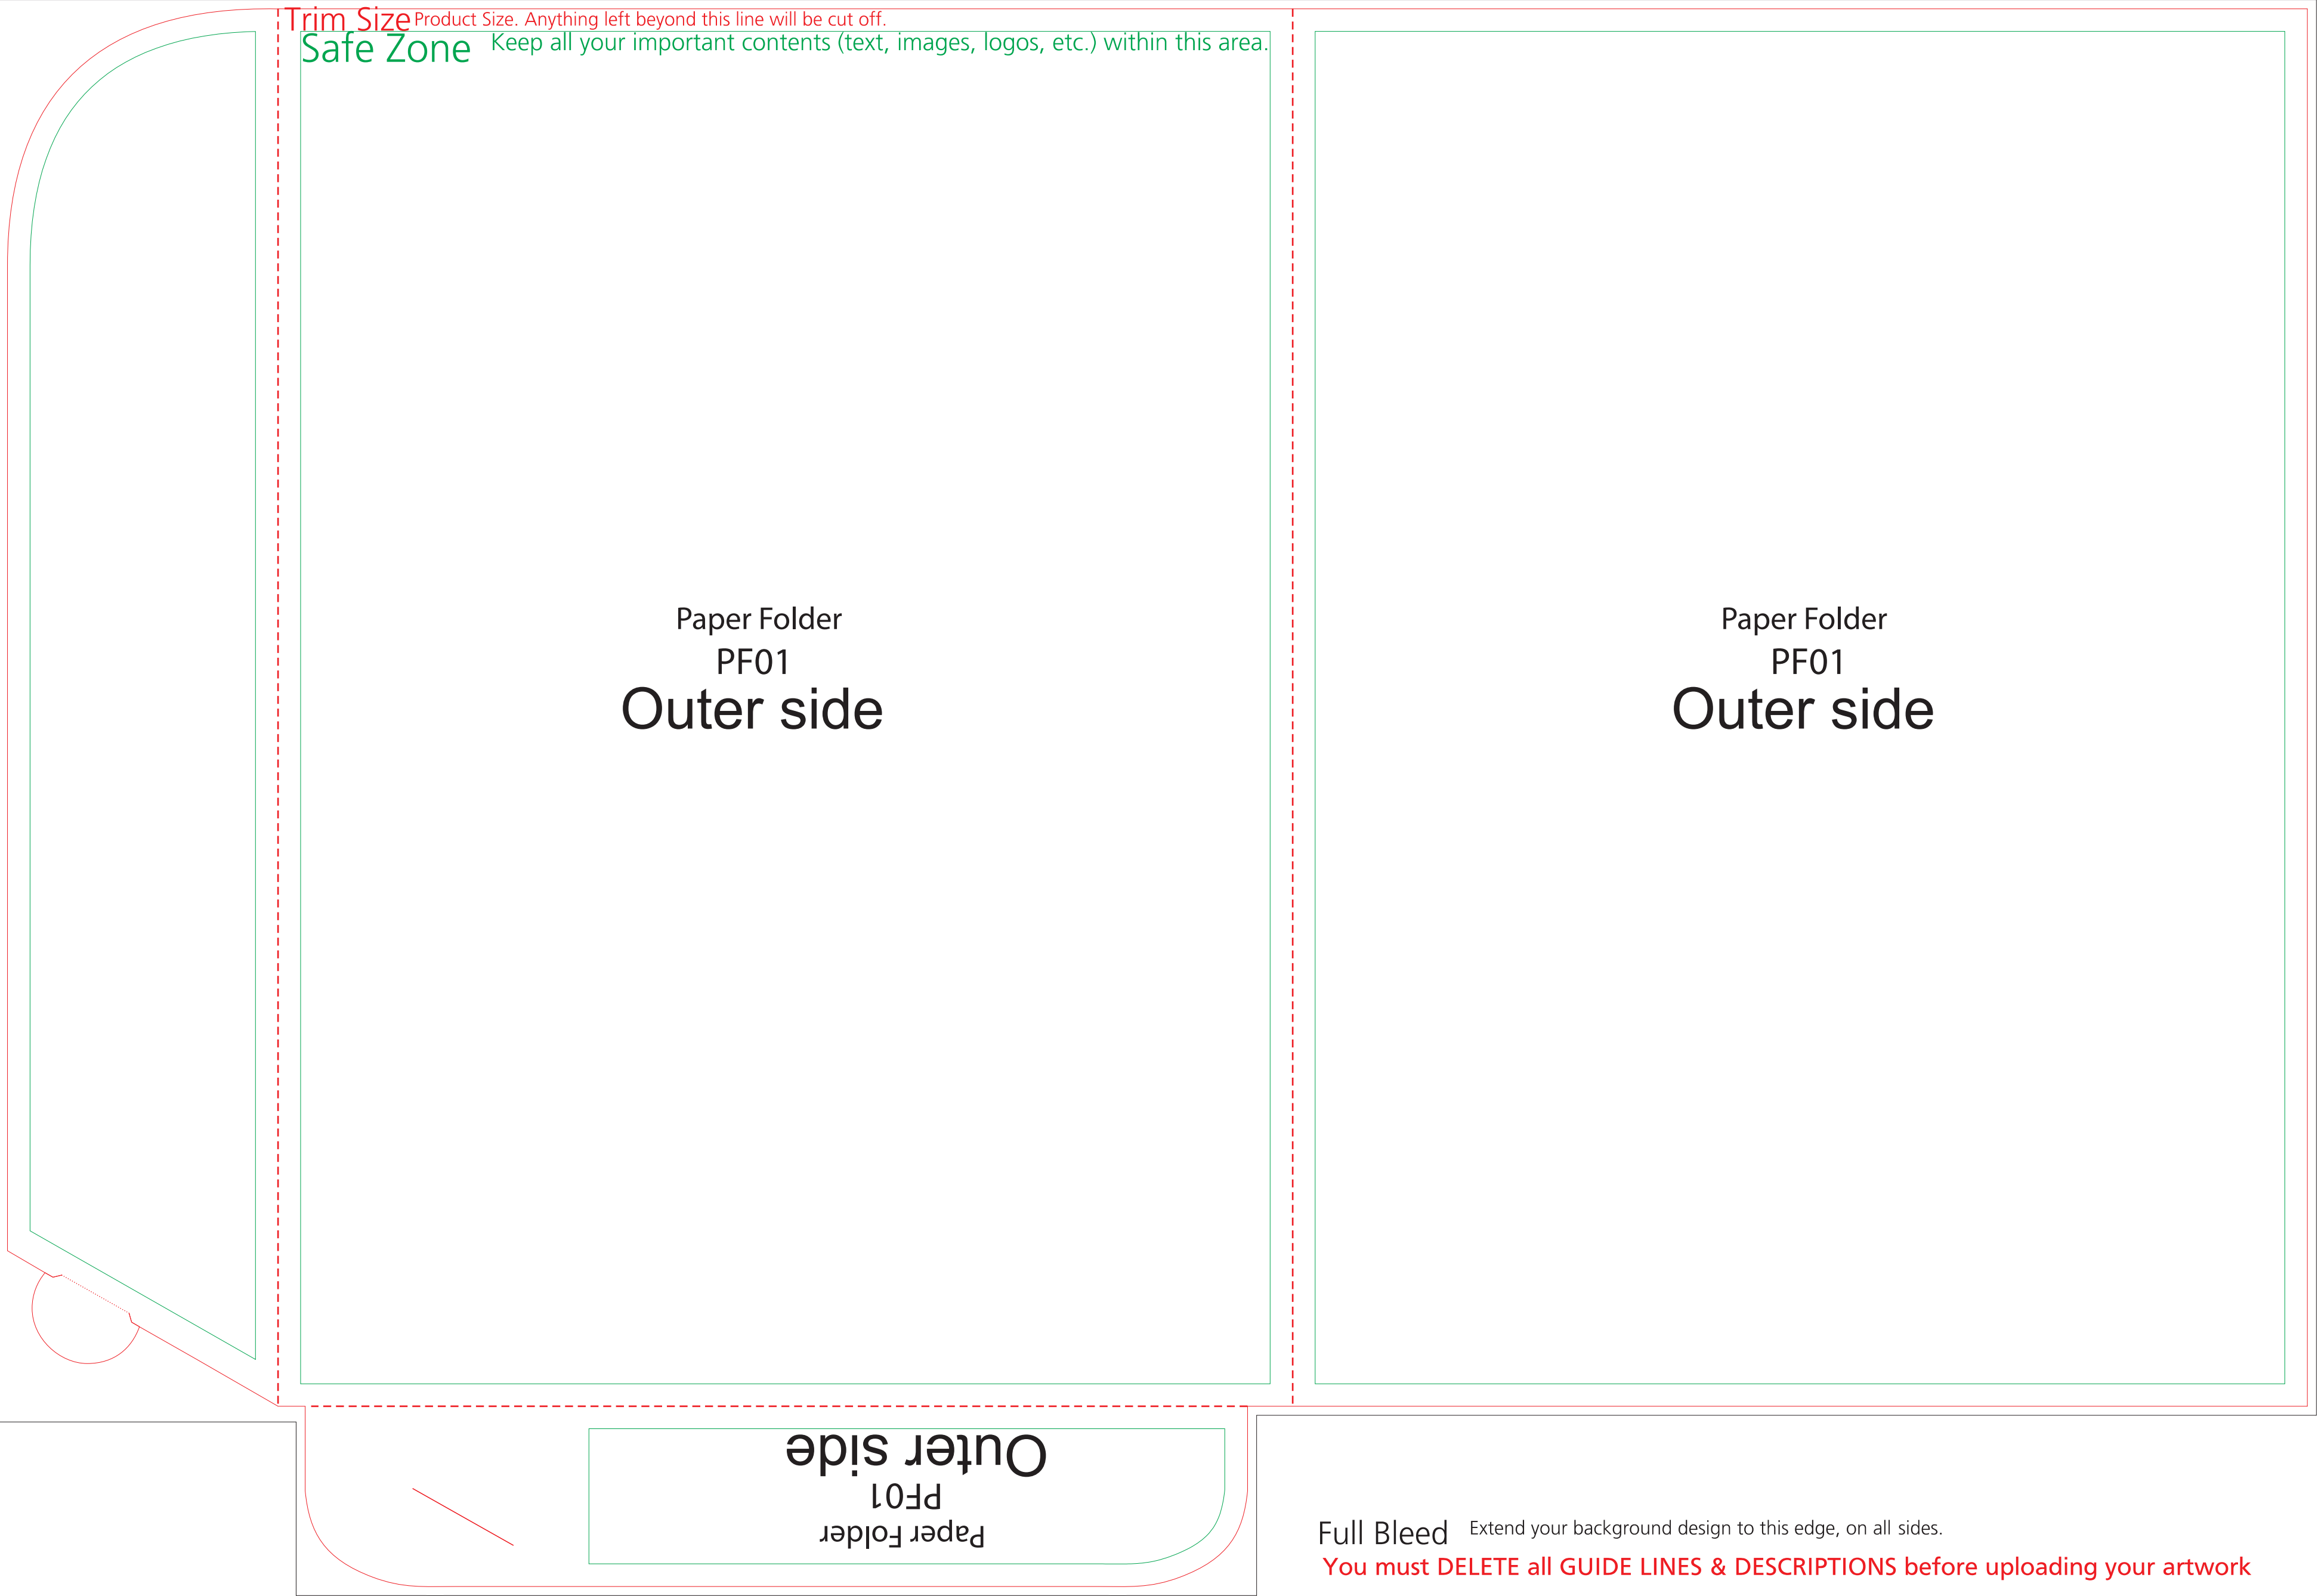 Trim Size Product Size. Anything left beyond this line will be cut off.
Safe Zone Keep all your important contents (text, images, logos, etc.) within this area.
Paper Folder
PF01
Outer side
Paper Folder
PF01
Outer side
Paper Folder
PF01
Outer side
Full Bleed Extend your background design to this edge, on all sides.
You must DELETE all GUIDE LINES & DESCRIPTIONS before uploading your artwork